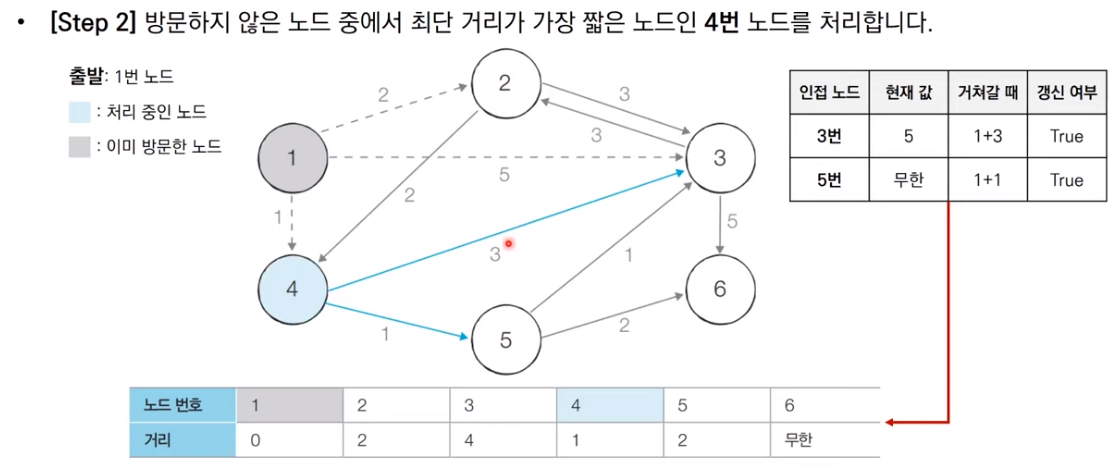 • [Step 2] 방문하지 않은 노드 중에서 최단 거리가 가장 짧은 노드인 4번 노드를 처리합니다.
출발: 1번 노드
: 처리 중인 노드
: 이미 방문한 노드
인접 노드 현재 값 거쳐갈 때 갱신 여부
3번 5 1+3 True
5번 무한 1+1 True
2
2
3
3
1
3
5
1
2
5
4
3
1
6
1
5
2
노드 번호 1 2 3 4 5 6
거리 0 2 4 1 2 무한